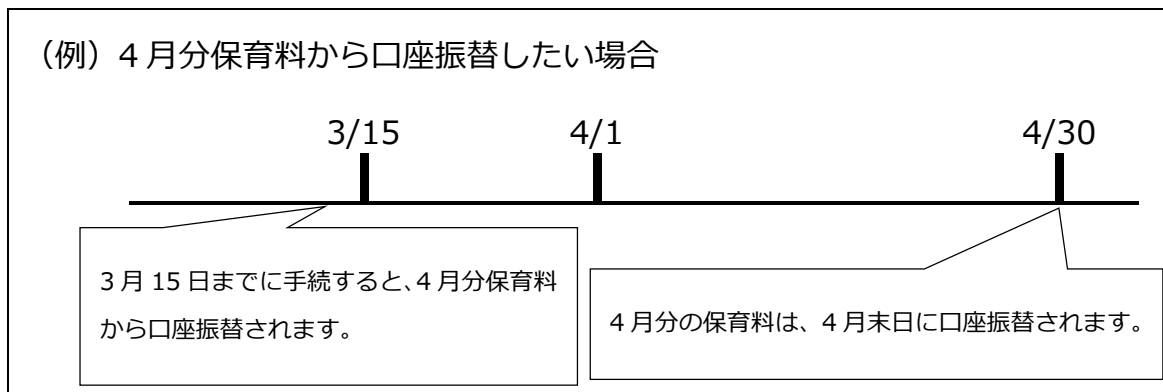 （例）４月分保育料から口座振替したい場合
3/15 4/1 4/30
３月 15 日までに手続すると、４月分保育料
から口座振替されます。
４月分の保育料は、４月末日に口座振替されます。